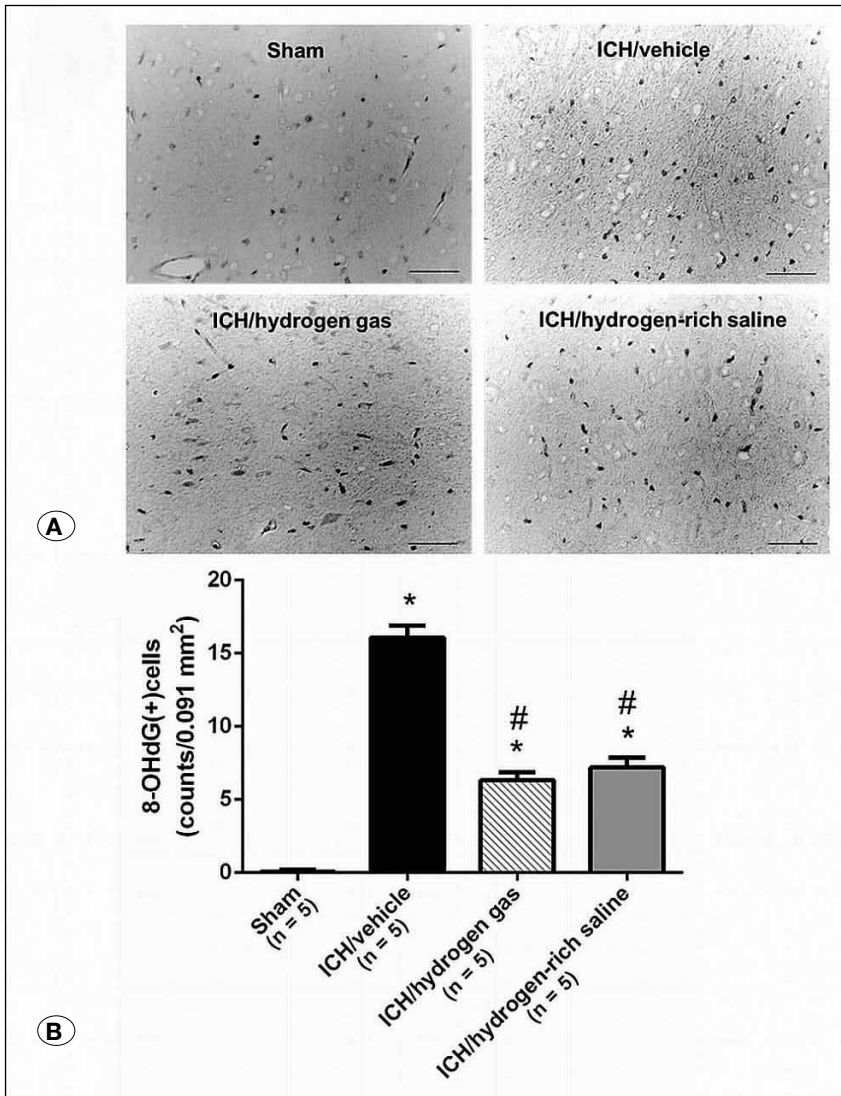 Sham
ICH/vehicle
ICH/hydrogen gas
ICH/hydrogen-rich saline
A
8-OHdG(+)cells
(counts/0.091 mm²)
20
15
10
5
0
*
#
*
#
*
Sham
(n = 5)
ICH/vehicle
(n = 5)
ICH/hydrogen gas
(n = 5)
ICH/hydrogen-rich saline
(n = 5)
B